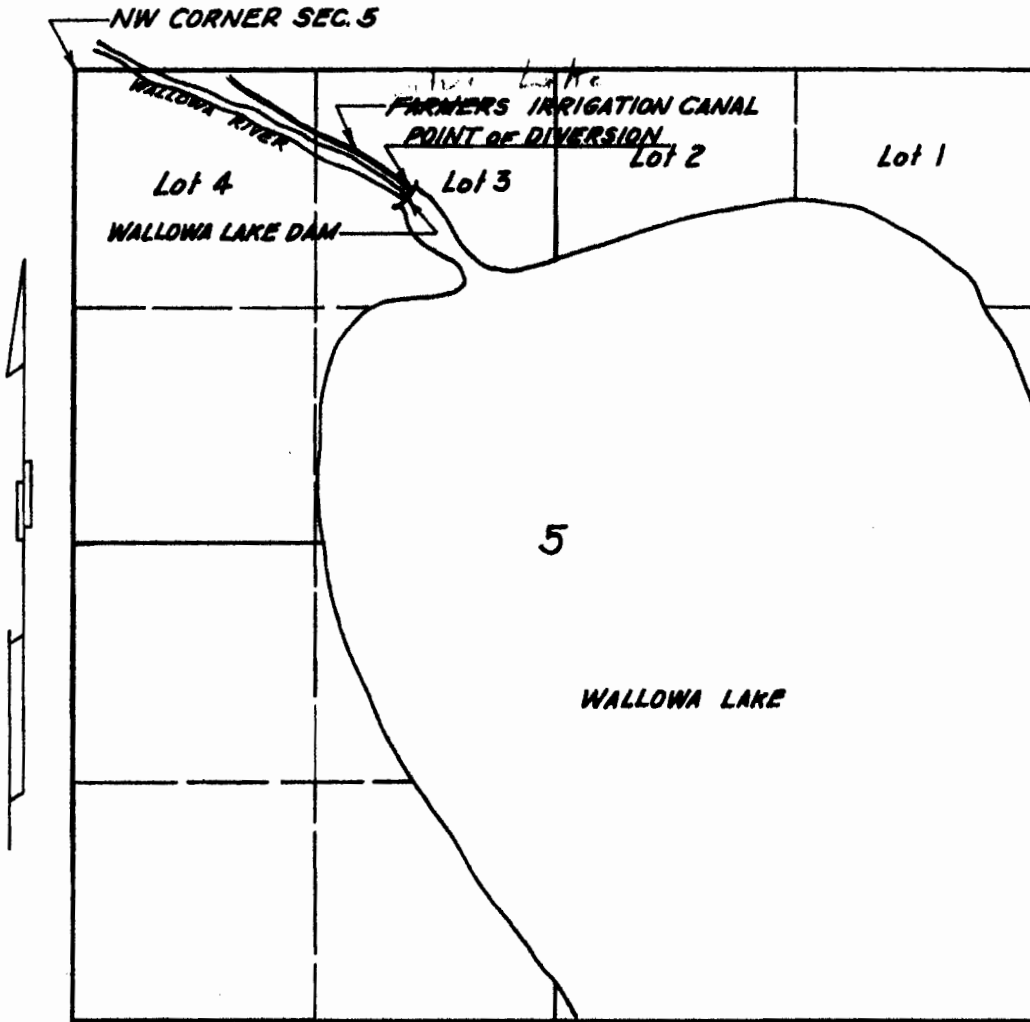 NW CORNER SEC. 5
WALLOWA RIVER
Lake
FARMERS IRRIGATION CANAL
POINT OF DIVERSION
Lot 4
Lot 3
Lot 2
Lot 1
WALLOWA LAKE DAM
5
WALLOWA LAKE